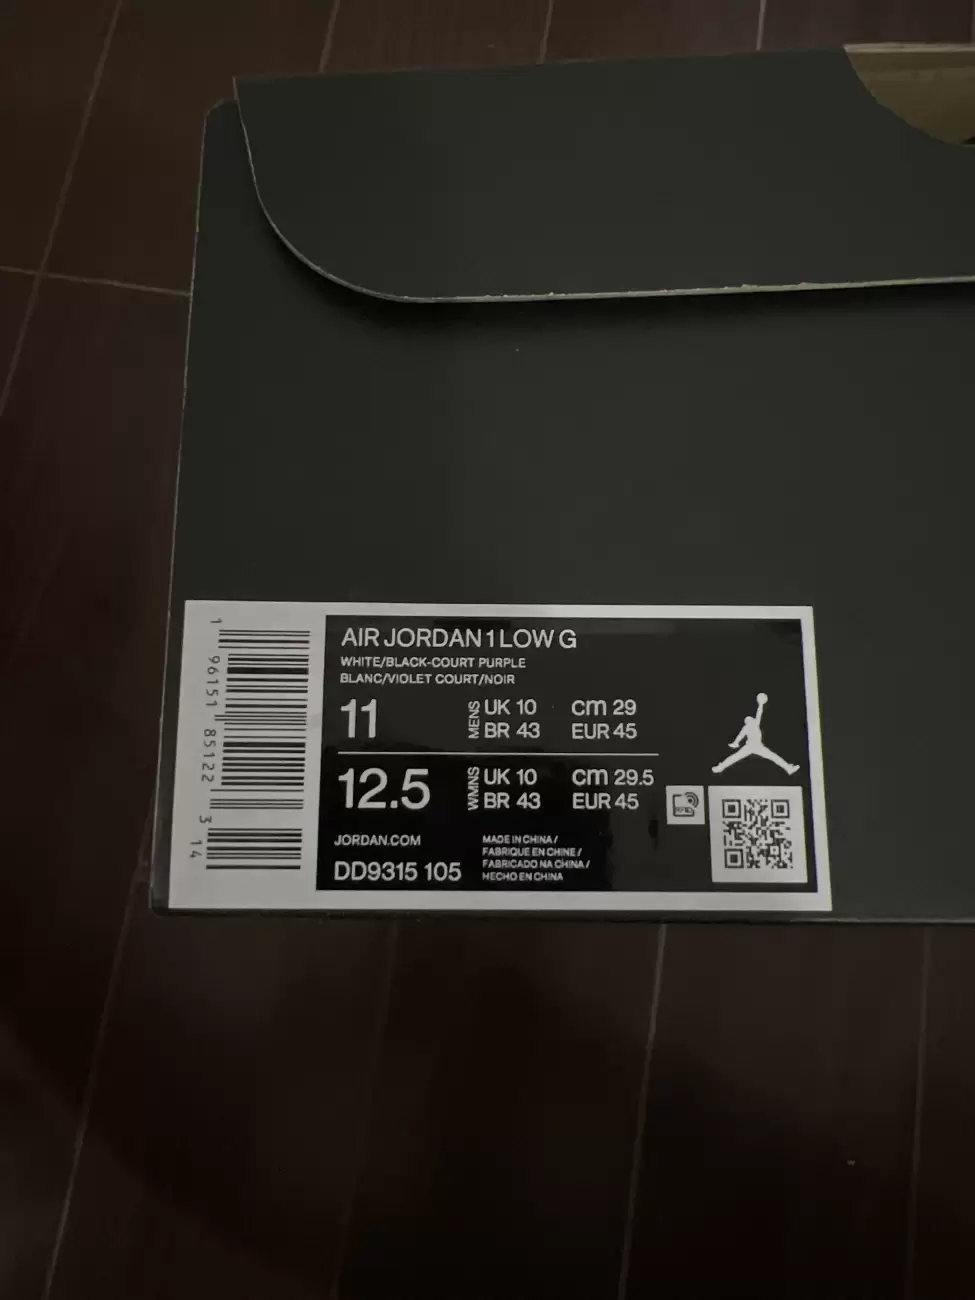 AIR JORDAN 1 LOW G
WHITE/BLACK-COURT PURPLE
BLANC/VIOLET COURT/NOIR
11
MENS
UK 10
cm 29
BR 43
EUR 45
12.5
WMNS
UK 10
cm 29.5
BR 43
EUR 45
JORDAN.COM
DD9315 105
MADE IN CHINA/
FABRIQUE EN CHINE/
FABRICADO NA CHINA/
HECHO EN CHINA
1 96151 85122 3 14